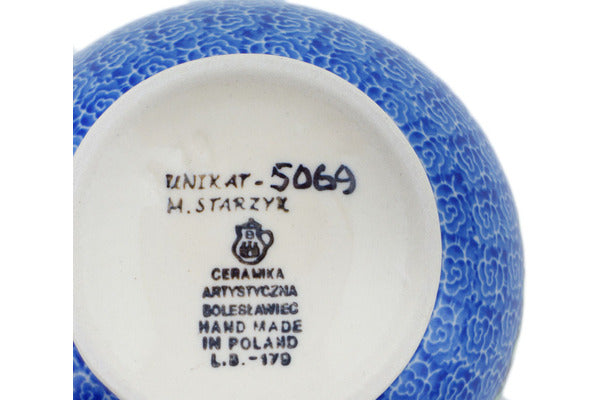 UNIKAT - 5069
M. STARZYK
CERAMIKA
ARTYSTYCZNA
BOLESŁAWIEC
HAND MADE
IN POLAND
L.B.-179